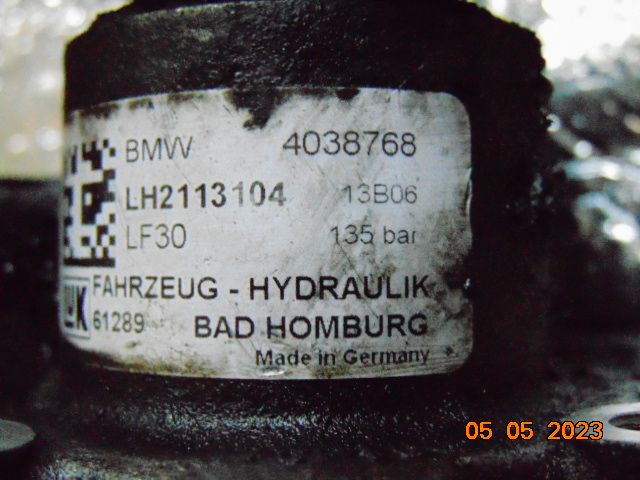 BMW 4038768
LH2113104 13B06
LF30 135 bar
FAHRZEUG - HYDRAULIK
61289 BAD HOMBURG
Made in Germany
05 05 2023